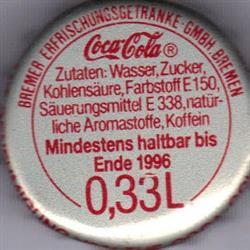 BREMER ERFRISCHUNGSGETRÄNKE-GMBH BREMEN
Coca-Cola®
Zutaten: Wasser, Zucker,
Kohlensäure, Farbstoff E 150,
Säuerungsmittel E 338, natür-
liche Aromastoffe, Koffein
Mindestens haltbar bis
Ende 1996
0,33L